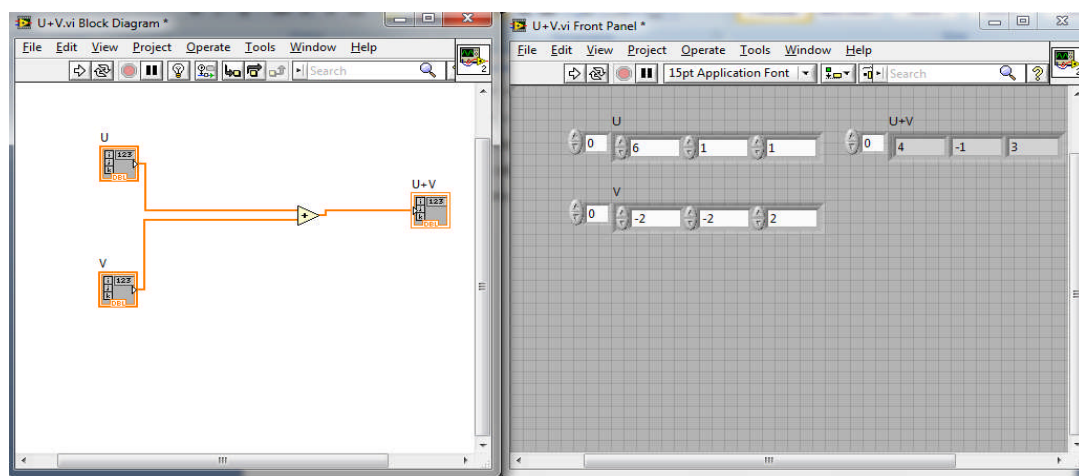 U+V.vi Block Diagram *
File Edit View Project Operate Tools Window Help
Search
2
U
123
DBL
U+V
123
DBL
V
123
DBL
U+V.vi Front Panel *
File Edit View Project Operate Tools Window Help
15pt Application Font
Search
2
U
0 6 1 1
U+V
0 4 -1 3
V
0 -2 -2 2